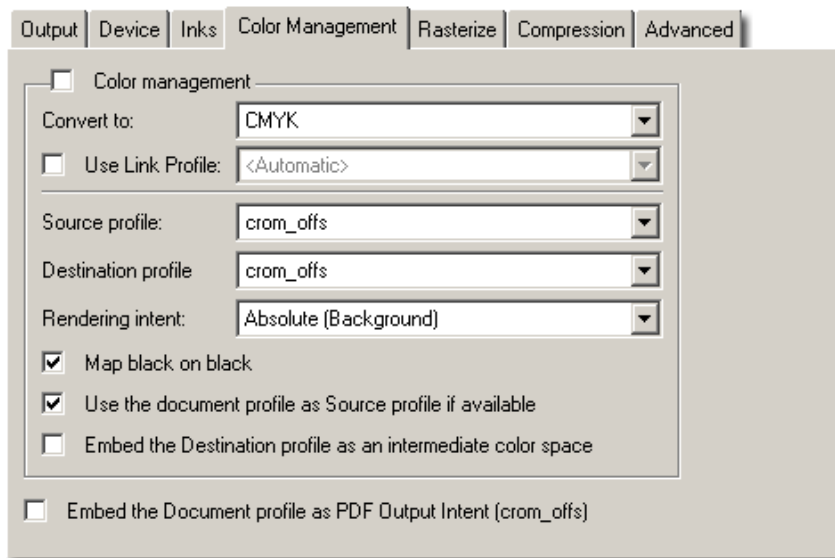 Output Device Inks Color Management Rasterize Compression Advanced
Color management
Convert to: CMYK
Use Link Profile: <Automatic>
Source profile: crom_offs
Destination profile crom_offs
Rendering intent: Absolute (Background)
Map black on black
Use the document profile as Source profile if available
Embed the Destination profile as an intermediate color space
Embed the Document profile as PDF Output Intent (crom_offs)